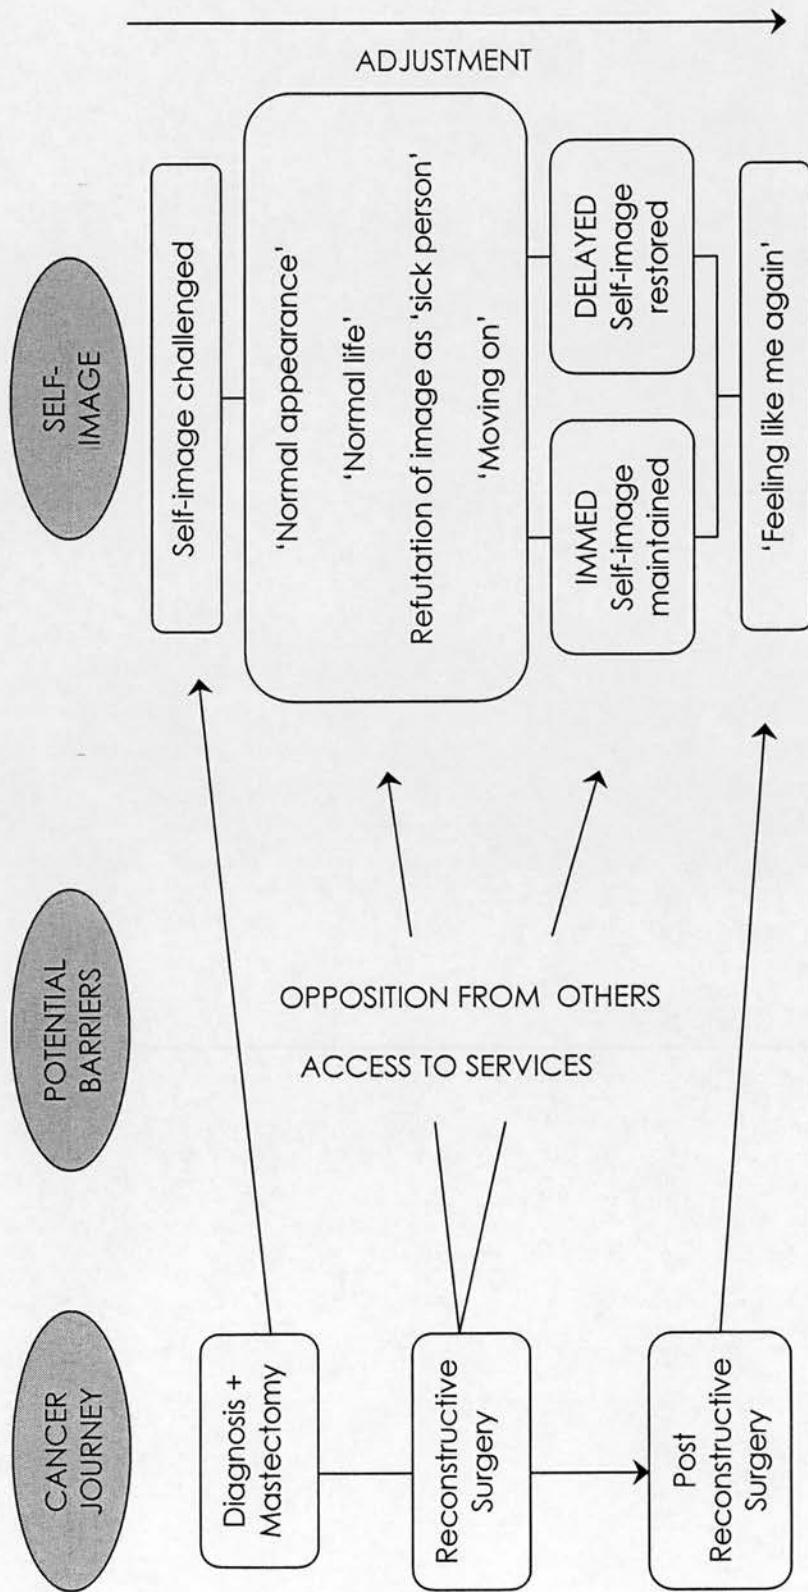 CANCER
JOURNEY
POTENTIAL
BARRIERS
SELF-
IMAGE
Diagnosis +
Mastectomy
Reconstructive
Surgery
Post
Reconstructive
Surgery
OPPOSITION FROM OTHERS
ACCESS TO SERVICES
Self-image challenged
‘Normal appearance’
‘Normal life’
Refutation of image as ‘sick person’
‘Moving on’
IMMED
Self-image
maintained
DELAYED
Self-image
restored
‘Feeling like me again’
ADJUSTMENT